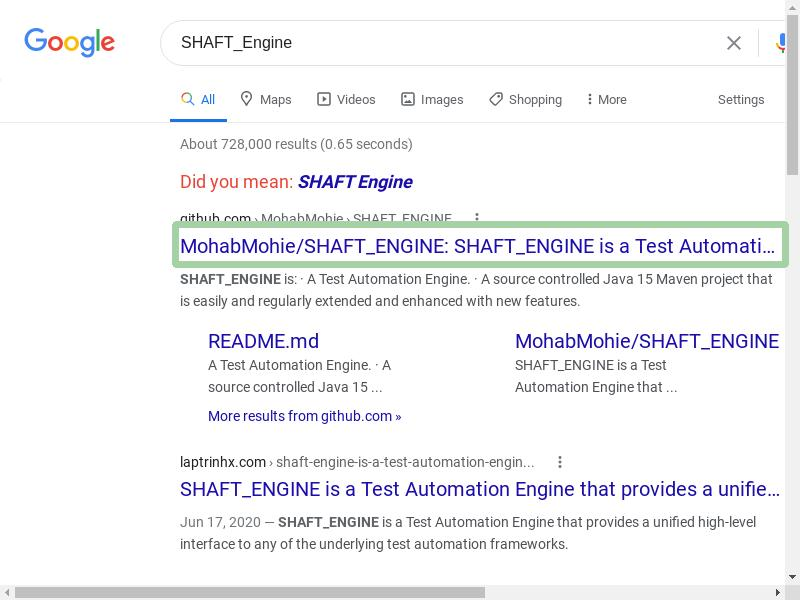 Google
SHAFT_Engine
All
Maps
Videos
Images
Shopping
More
Settings
About 728,000 results (0.65 seconds)
Did you mean: SHAFT Engine
github.com › MohabMohie › SHAFT_ENGINE
MohabMohie/SHAFT_ENGINE: SHAFT_ENGINE is a Test Automati...
SHAFT_ENGINE is: · A Test Automation Engine. · A source controlled Java 15 Maven project that
is easily and regularly extended and enhanced with new features.
README.md
A Test Automation Engine. · A
source controlled Java 15 ...
More results from github.com »
MohabMohie/SHAFT_ENGINE
SHAFT_ENGINE is a Test
Automation Engine that ...
laptrinhx.com › shaft-engine-is-a-test-automation-engin...
SHAFT_ENGINE is a Test Automation Engine that provides a unifie...
Jun 17, 2020 — SHAFT_ENGINE is a Test Automation Engine that provides a unified high-level
interface to any of the underlying test automation frameworks.